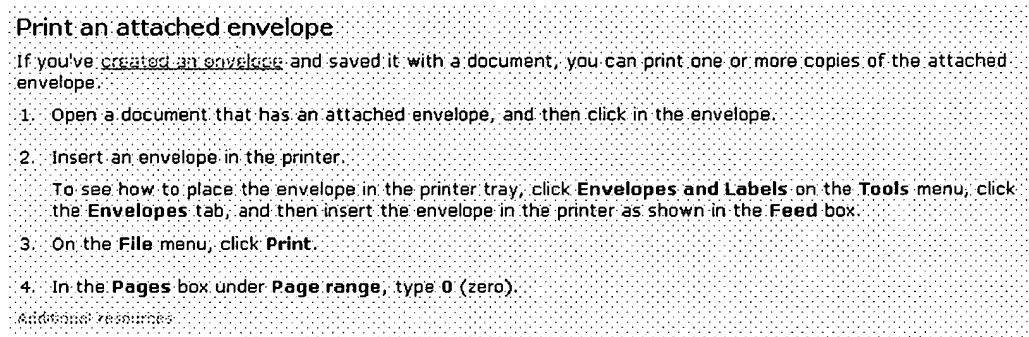 Print an attached envelope
If you've created an envelope and saved it with a document, you can print one or more copies of the attached
envelope.
1. Open a document that has an attached envelope, and then click in the envelope.
2. Insert an envelope in the printer.
To see how to place the envelope in the printer tray, click Envelopes and Labels on the Tools menu, click
the Envelopes tab, and then insert the envelope in the printer as shown in the Feed box.
3. On the File menu, click Print.
4. In the Pages box under Page range, type 0 (zero).
Additional resources